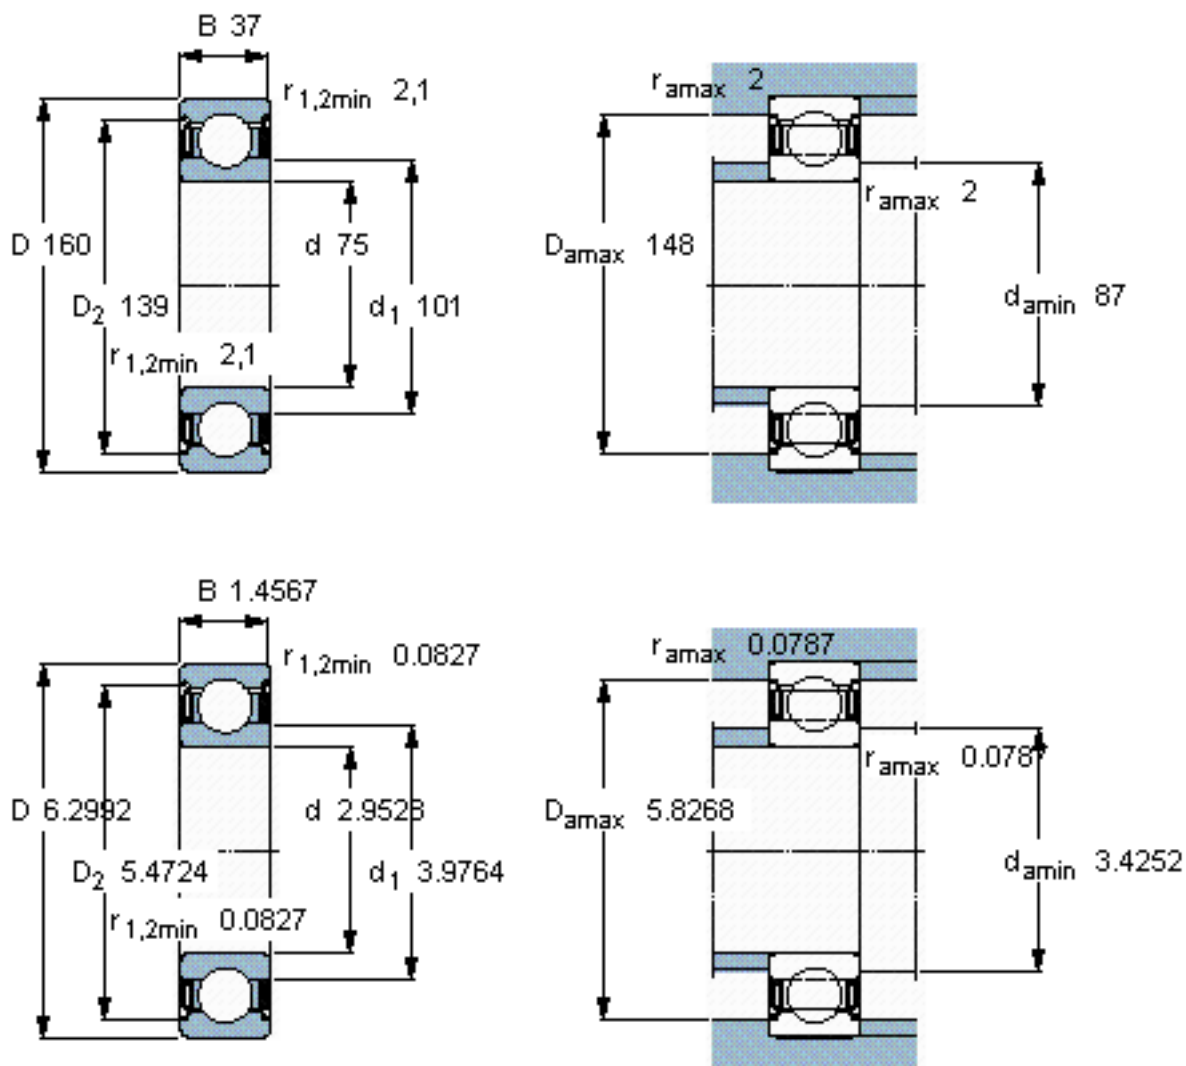 B 37
r1,2min 2,1
ramax 2
ramax 2
D 160
d 75
Damax 148
D2 139
d1 101
damin 87
r1,2min 2,1
B 1.4567
r1,2min 0.0827
ramax 0.0787
ramax 0.0787
D 6.2992
d 2.9528
Damax 5.8268
D2 5.4724
d1 3.9764
damin 3.4252
r1,2min 0.0827